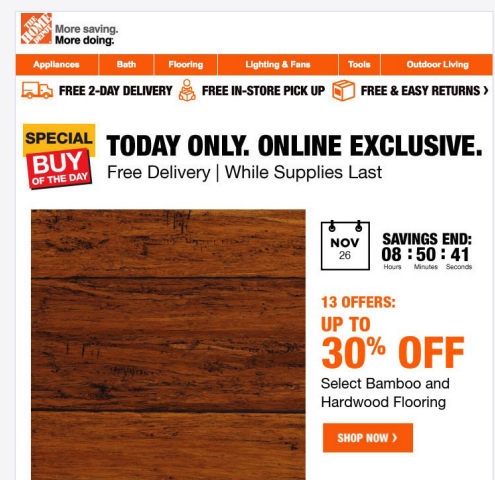 THE HOME DEPOT
More saving.
More doing:
Appliances Bath Flooring Lighting & Fans Tools Outdoor Living
FREE 2-DAY DELIVERY FREE IN-STORE PICK UP FREE & EASY RETURNS >
SPECIAL
BUY
OF THE DAY
TODAY ONLY. ONLINE EXCLUSIVE.
Free Delivery | While Supplies Last
NOV
26
SAVINGS END:
08 : 50 : 41
Hours Minutes Seconds
13 OFFERS:
UP TO
30% OFF
Select Bamboo and
Hardwood Flooring
SHOP NOW >